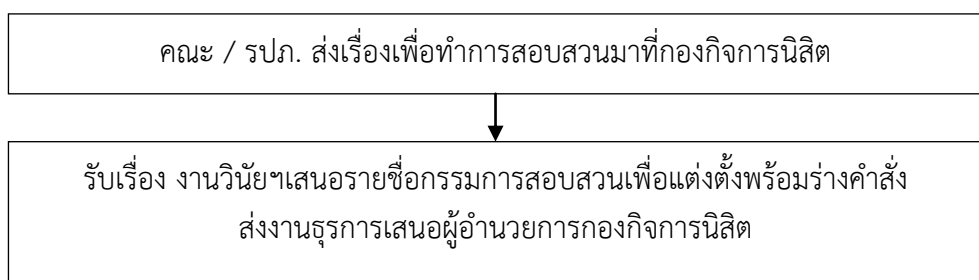 คณะ / รปภ. ส่งเรื่องเพื่อทำการสอบสวนมาที่กองกิจการนิสิต
รับเรื่อง งานวินัยฯเสนอรายชื่อกรรมการสอบสวนเพื่อแต่งตั้งพร้อมร่างคำสั่ง
ส่งงานธุรการเสนอผู้อำนวยการกองกิจการนิสิต